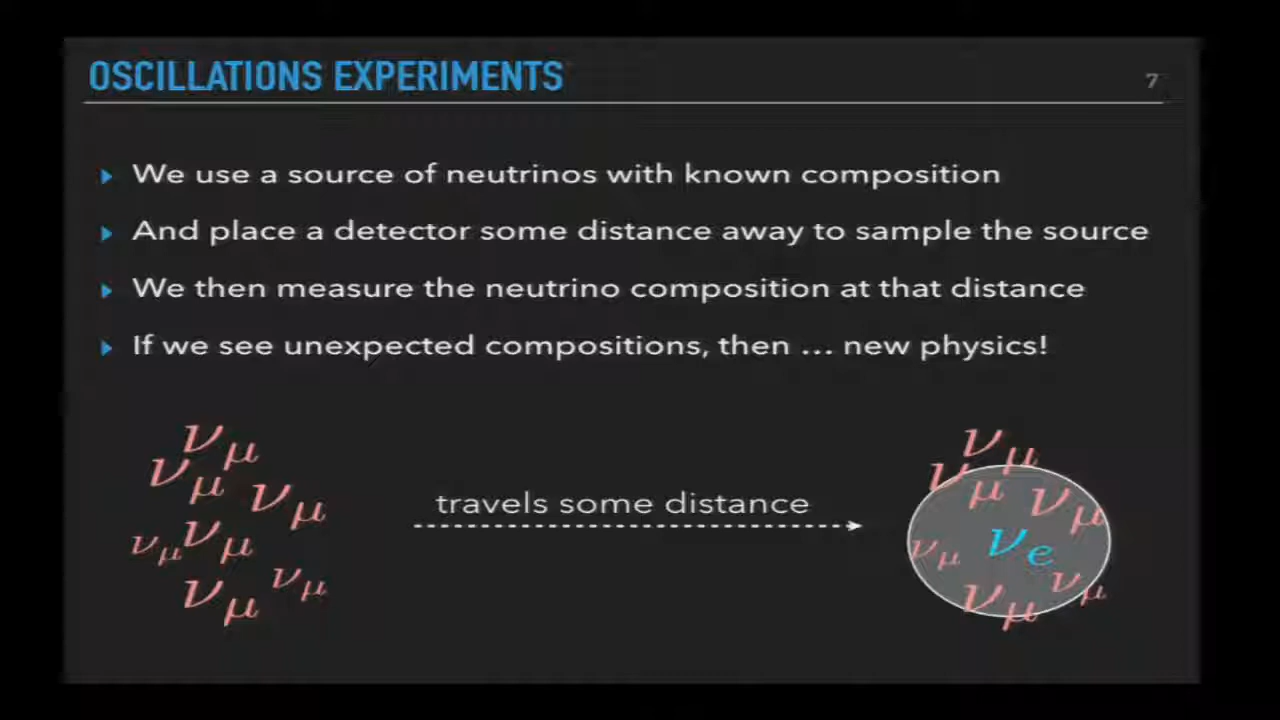 OSCILLATIONS EXPERIMENTS 7
We use a source of neutrinos with known composition
And place a detector some distance away to sample the source
We then measure the neutrino composition at that distance
If we see unexpected compositions, then ... new physics!
νμ νμ
νμ νμ
νμ νμ
travels some distance
νμ νμ νe
νμ νμ
νμ νμ
νμ νμ